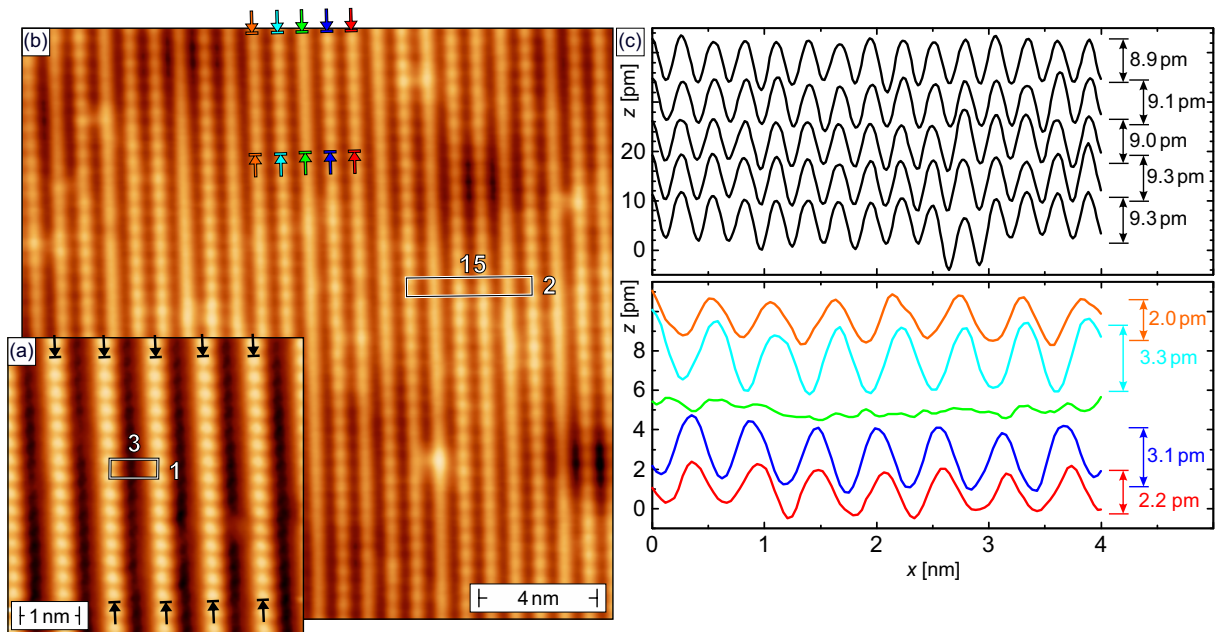 (b)
15
2
4 nm
(a)
3
1
1 nm
(c)
z [pm]
20
10
0
8.9 pm
9.1 pm
9.0 pm
9.3 pm
9.3 pm
z [pm]
8
6
4
2
0
2.0 pm
3.3 pm
3.1 pm
2.2 pm
0
1
2
3
4
x [nm]